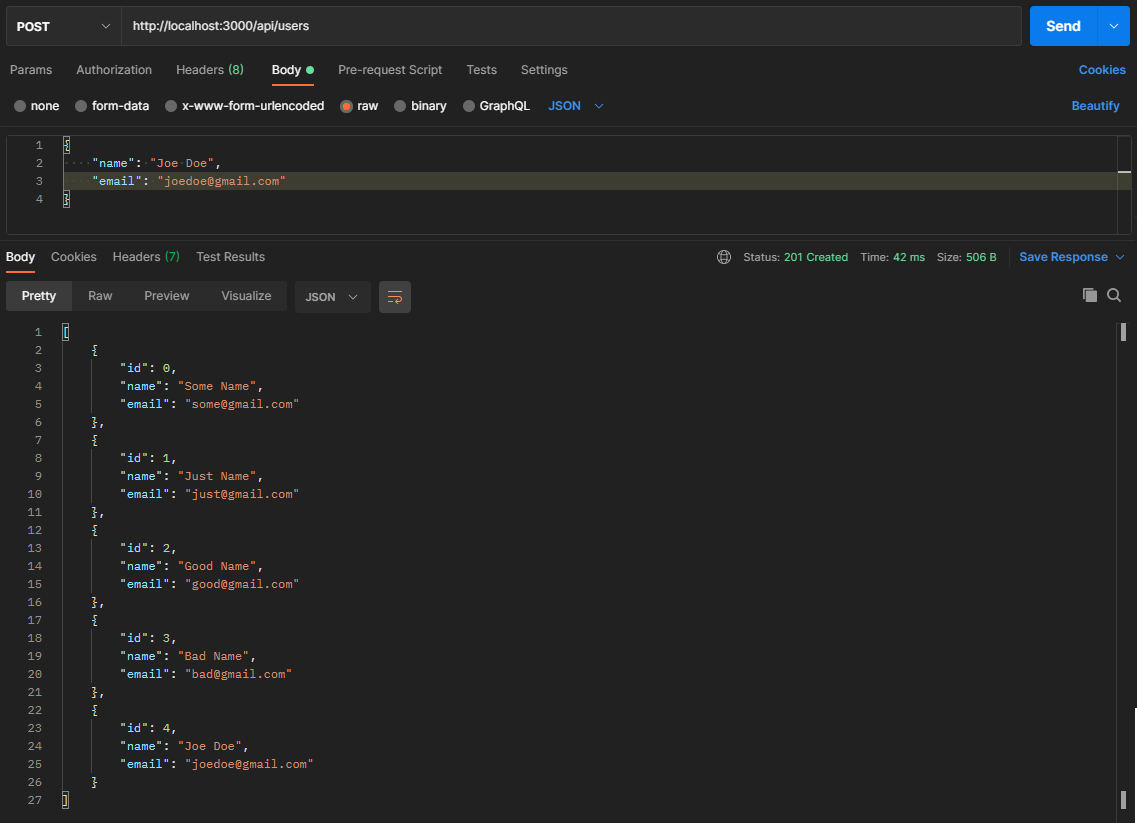 POST http://localhost:3000/api/users Send
Params Authorization Headers (8) Body Pre-request Script Tests Settings Cookies
none form-data x-www-form-urlencoded raw binary GraphQL JSON Beautify
1 {
2 "name": "Joe Doe",
3 "email": "joedoe@gmail.com"
4 }
Body Cookies Headers (7) Test Results Status: 201 Created Time: 42 ms Size: 506 B Save Response
Pretty Raw Preview Visualize JSON
1 [
2 {
3 "id": 0,
4 "name": "Some Name",
5 "email": "some@gmail.com"
6 },
7 {
8 "id": 1,
9 "name": "Just Name",
10 "email": "just@gmail.com"
11 },
12 {
13 "id": 2,
14 "name": "Good Name",
15 "email": "good@gmail.com"
16 },
17 {
18 "id": 3,
19 "name": "Bad Name",
20 "email": "bad@gmail.com"
21 },
22 {
23 "id": 4,
24 "name": "Joe Doe",
25 "email": "joedoe@gmail.com"
26 }
27 ]